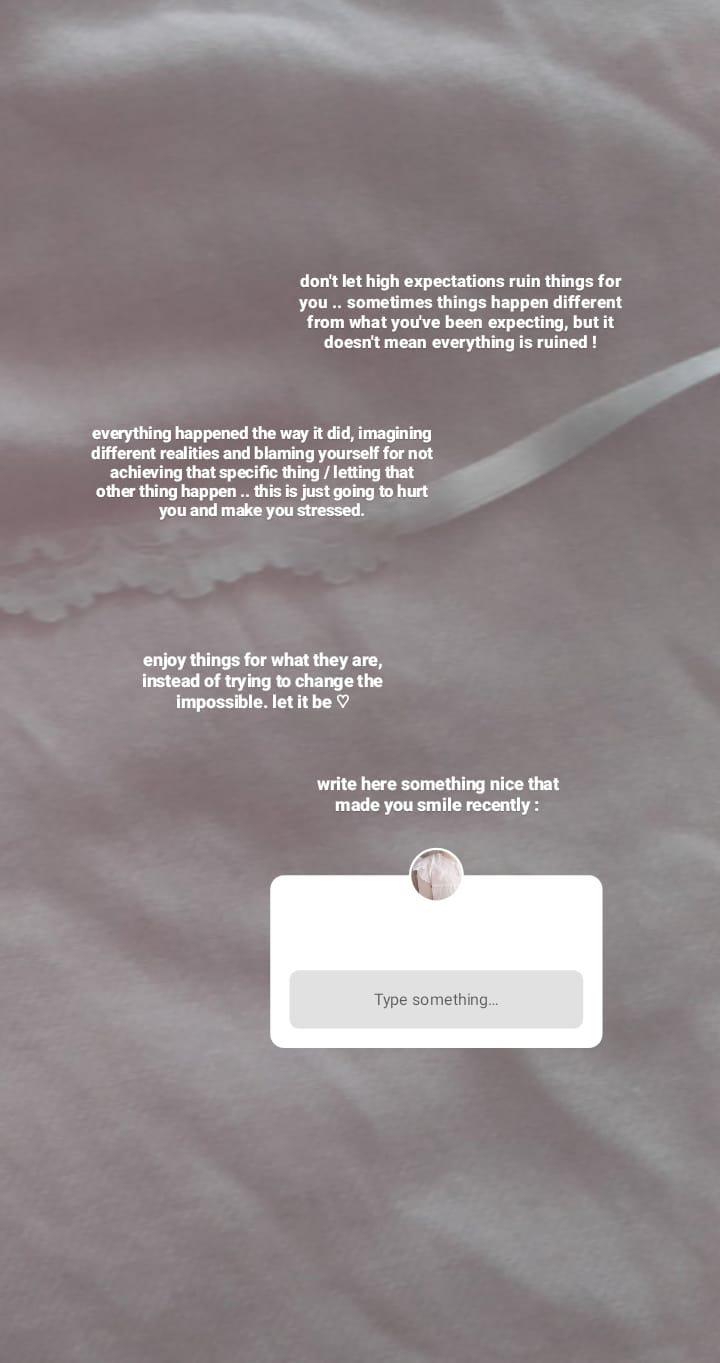 don't let high expectations ruin things for
you .. sometimes things happen different
from what you've been expecting, but it
doesn't mean everything is ruined !
everything happened the way it did, imagining
different realities and blaming yourself for not
achieving that specific thing / letting that
other thing happen .. this is just going to hurt
you and make you stressed.
enjoy things for what they are,
instead of trying to change the
impossible. let it be ♡
write here something nice that
made you smile recently :
Type something...